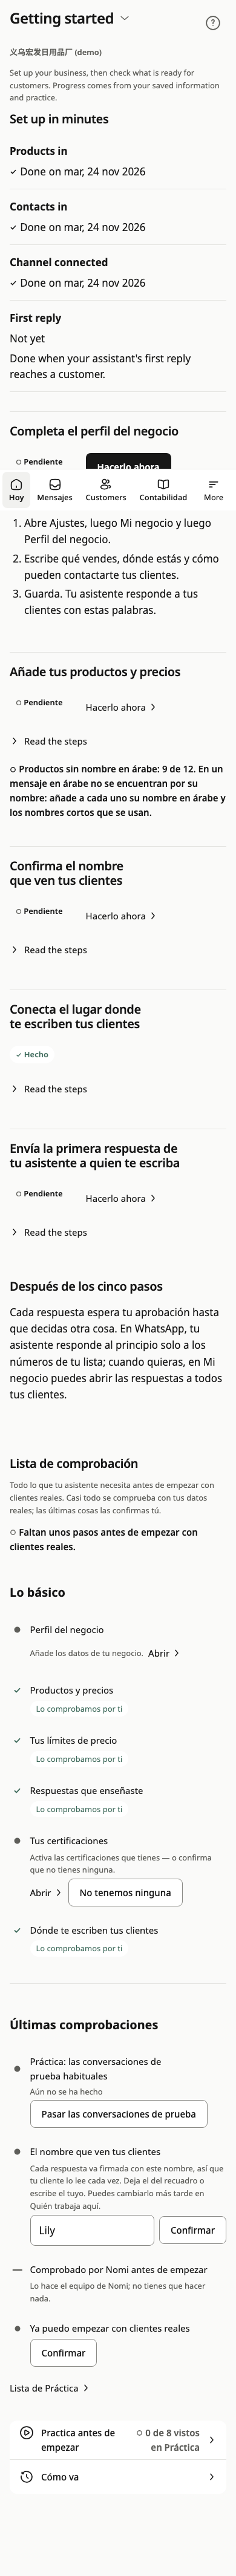 Getting started
义乌宏发日用品厂 (demo)
Set up your business, then check what is ready for
customers. Progress comes from your saved information
and practice.
Set up in minutes
Products in
✓ Done on mar, 24 nov 2026
Contacts in
✓ Done on mar, 24 nov 2026
Channel connected
✓ Done on mar, 24 nov 2026
First reply
Not yet
Done when your assistant's first reply
reaches a customer.
Completa el perfil del negocio
Pendiente
Hacerlo ahora
Hoy
Mensajes
Customers
Contabilidad
More
1. Abre Ajustes, luego Mi negocio y luego
Perfil del negocio.
2. Escribe qué vendes, dónde estás y cómo
pueden contactarte tus clientes.
3. Guarda. Tu asistente responde a tus
clientes con estas palabras.
Añade tus productos y precios
Pendiente
Hacerlo ahora
Read the steps
Productos sin nombre en árabe: 9 de 12. En un
mensaje en árabe no se encuentran por su
nombre: añade a cada uno su nombre en árabe y
los nombres cortos que se usan.
Confirma el nombre
que ven tus clientes
Pendiente
Hacerlo ahora
Read the steps
Conecta el lugar donde
te escriben tus clientes
✓ Hecho
Read the steps
Envía la primera respuesta de
tu asistente a quien te escriba
Pendiente
Hacerlo ahora
Read the steps
Después de los cinco pasos
Cada respuesta espera tu aprobación hasta
que decidas otra cosa. En WhatsApp, tu
asistente responde al principio solo a los
números de tu lista; cuando quieras, en Mi
negocio puedes abrir las respuestas a todos
tus clientes.
Lista de comprobación
Todo lo que tu asistente necesita antes de empezar con
clientes reales. Casi todo se comprueba con tus datos
reales; las últimas cosas las confirmas tú.
Faltan unos pasos antes de empezar con
clientes reales.
Lo básico
Perfil del negocio
Añade los datos de tu negocio. Abrir
Productos y precios
Lo comprobamos por ti
Tus límites de precio
Lo comprobamos por ti
Respuestas que enseñaste
Lo comprobamos por ti
Tus certificaciones
Activa las certificaciones que tienes — o confirma
que no tienes ninguna.
Abrir
No tenemos ninguna
Dónde te escriben tus clientes
Lo comprobamos por ti
Últimas comprobaciones
Práctica: las conversaciones de
prueba habituales
Aún no se ha hecho
Pasar las conversaciones de prueba
El nombre que ven tus clientes
Cada respuesta va firmada con este nombre, así que
tu cliente lo lee cada vez. Deja el del recuadro o
escribe el tuyo. Puedes cambiarlo más tarde en
Quién trabaja aquí.
Lily
Confirmar
Comprobado por Nomi antes de empezar
Lo hace el equipo de Nomi; no tienes que hacer
nada.
Ya puedo empezar con clientes reales
Confirmar
Lista de Práctica
Practica antes de
empezar
0 de 8 vistos
en Práctica
Cómo va